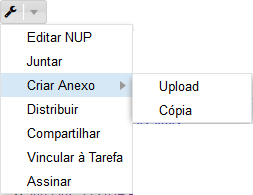 Editar NUP
Juntar
Criar Anexo
Upload
Cópia
Distribuir
Compartilhar
Vincular à Tarefa
Assinar